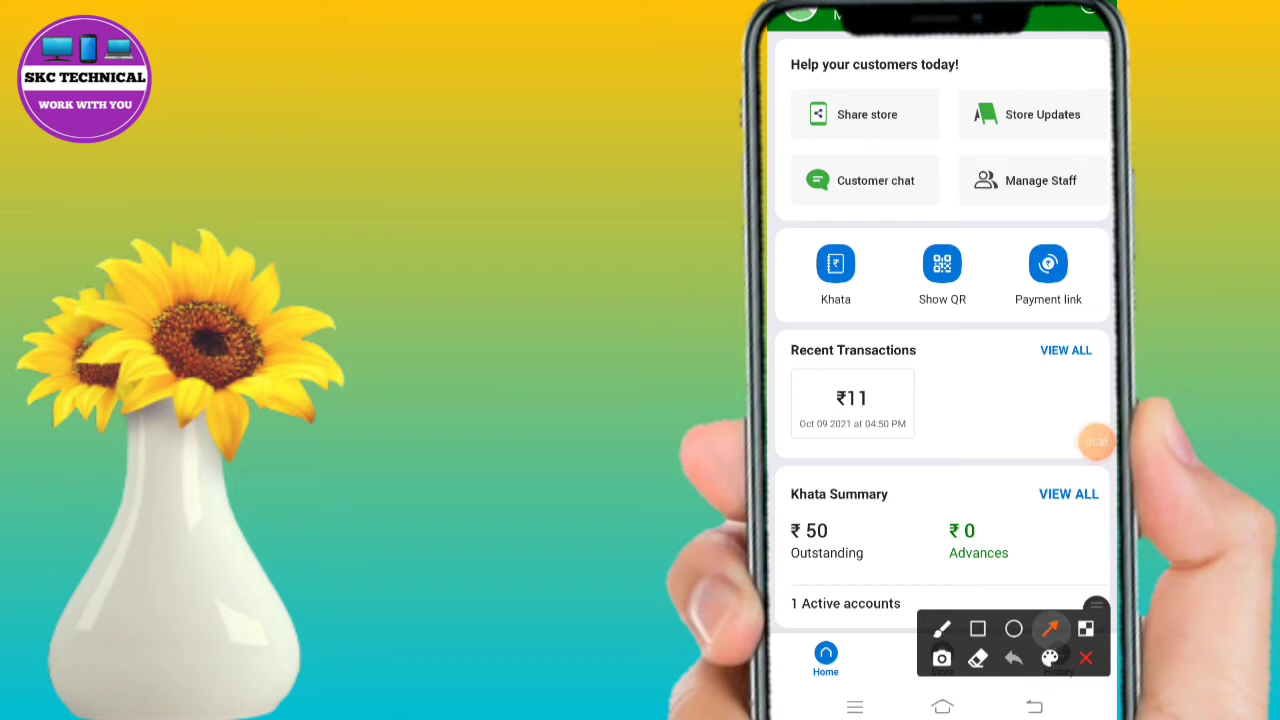 SKC TECHNICAL
WORK WITH YOU
Help your customers today!
Share store
Store Updates
Customer chat
Manage Staff
Khata
Show QR
Payment link
Recent Transactions
VIEW ALL
₹11
Oct 09 2021 at 04:50 PM
Khata Summary
VIEW ALL
₹ 50
₹ 0
Outstanding
Advances
1 Active accounts
Home